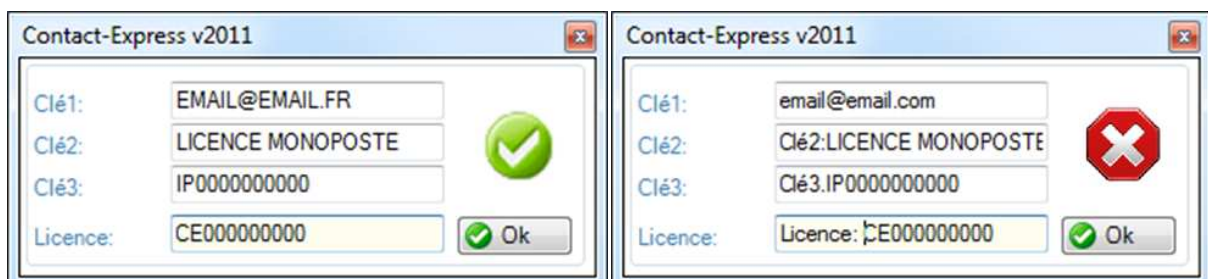 Contact-Express v2011
Clé1: EMAIL@EMAIL.FR
Clé2: LICENCE MONOPOSTE
Clé3: IP0000000000
Licence: CE000000000 Ok
Contact-Express v2011
Clé1: email@email.com
Clé2: Clé2:LICENCE MONOPOSTE
Clé3: Clé3.IP0000000000
Licence: Licence: CE000000000 Ok